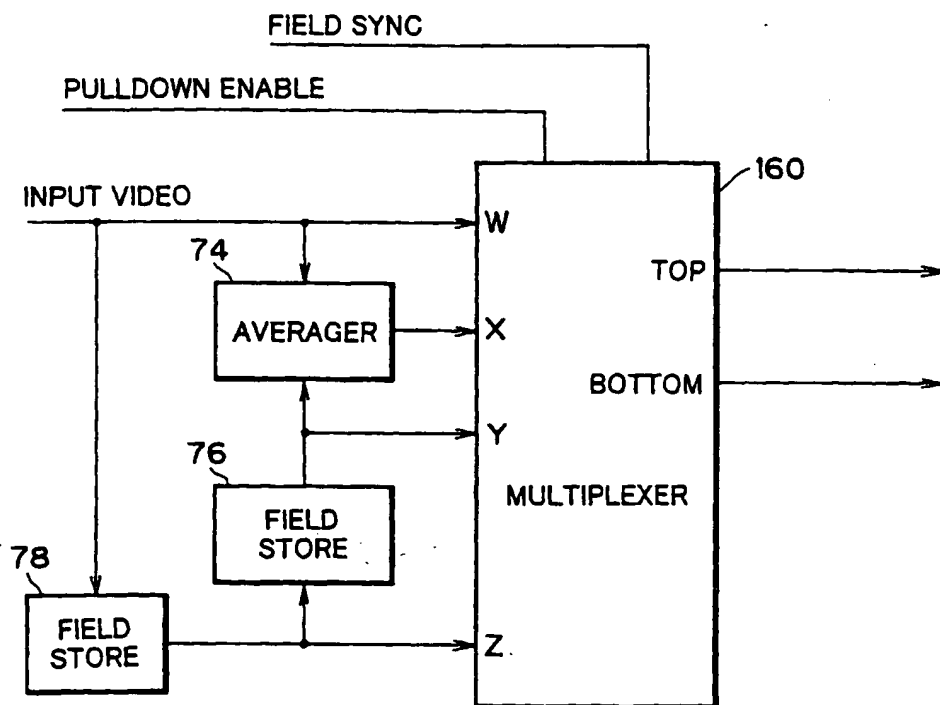 FIELD SYNC
PULLDOWN ENABLE
160
INPUT VIDEO
W
74
TOP
AVERAGER
X
BOTTOM
Y
76
MULTIPLEXER
FIELD
STORE
78
FIELD
STORE
Z